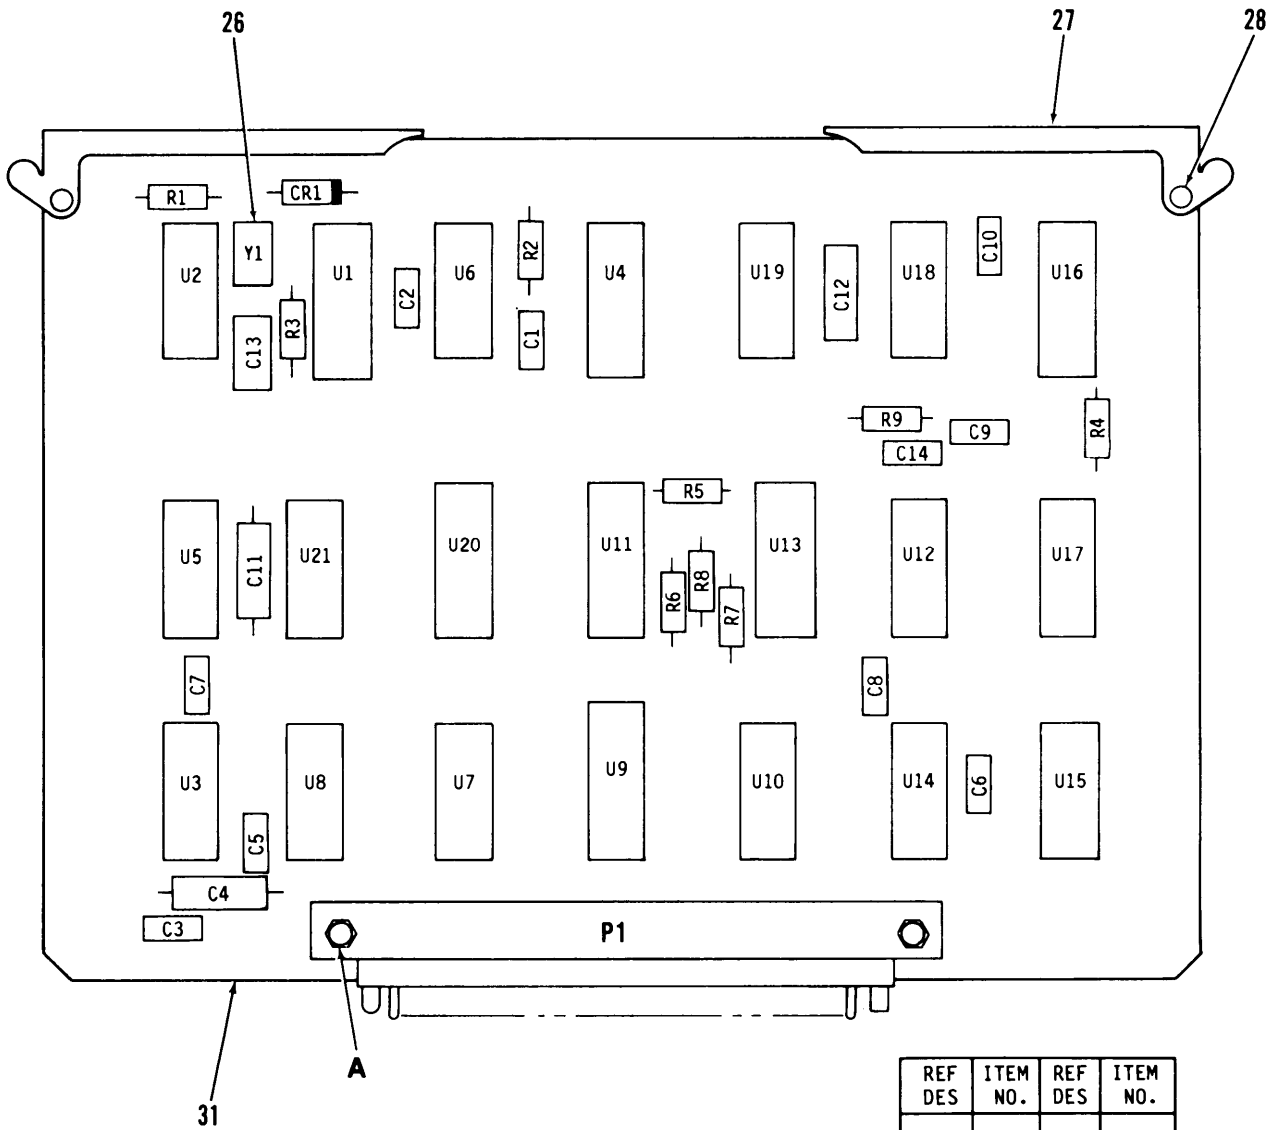 26
27
28
R1
CR1
U2
Y1
U1
C2
U6
R2
U4
U19
C12
U18
C10
U16
C13
R3
C1
R9
C9
C14
R4
R5
U5
C11
U21
U20
U11
R6
R8
R7
U13
U12
U17
C7
C8
U3
C5
U8
U7
U9
U10
U14
C6
U15
C4
C3
P1
A
31
REF DES ITEM NO. REF DES ITEM NO.